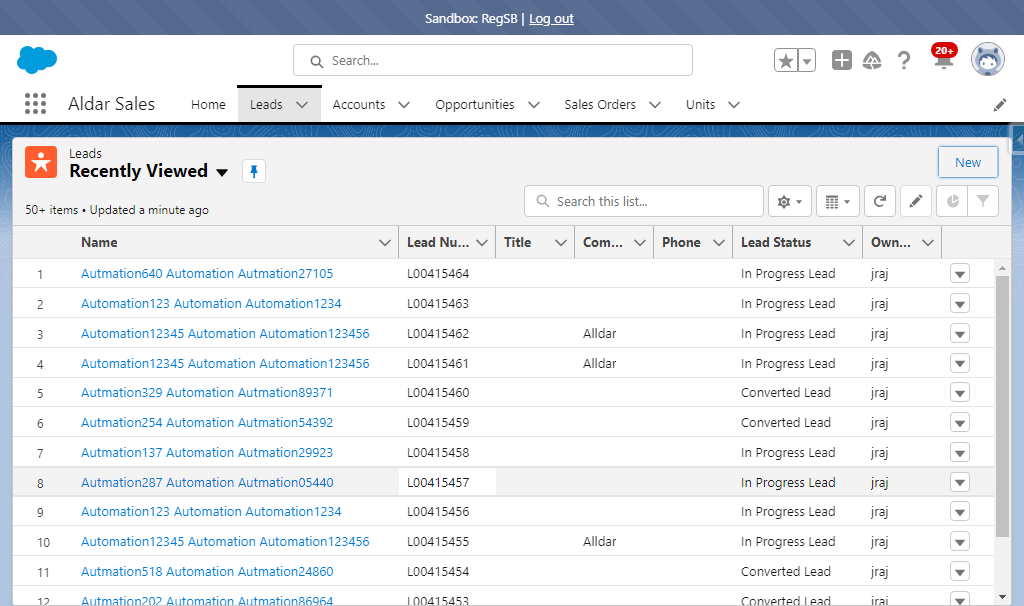 Sandbox: RegSB | Log out
Search...
20+
Aldar Sales Home Leads Accounts Opportunities Sales Orders Units
Leads
Recently Viewed
New
50+ items • Updated a minute ago
Search this list...
Name Lead Nu... Title Com... Phone Lead Status Own...
1 Autmation640 Automation Autmation27105 L00415464 In Progress Lead jraj
2 Automation123 Automation Automation1234 L00415463 In Progress Lead jraj
3 Automation12345 Automation Automation123456 L00415462 Alldar In Progress Lead jraj
4 Automation12345 Automation Automation123456 L00415461 Alldar In Progress Lead jraj
5 Autmation329 Automation Autmation89371 L00415460 Converted Lead jraj
6 Autmation254 Automation Autmation54392 L00415459 Converted Lead jraj
7 Autmation137 Automation Autmation29923 L00415458 In Progress Lead jraj
8 Autmation287 Automation Autmation05440 L00415457 In Progress Lead jraj
9 Automation123 Automation Automation1234 L00415456 In Progress Lead jraj
10 Automation12345 Automation Automation123456 L00415455 Alldar In Progress Lead jraj
11 Autmation518 Automation Autmation24860 L00415454 Converted Lead jraj
12 Autmation202 Automation Autmation86964 L00415453 Converted Lead jraj